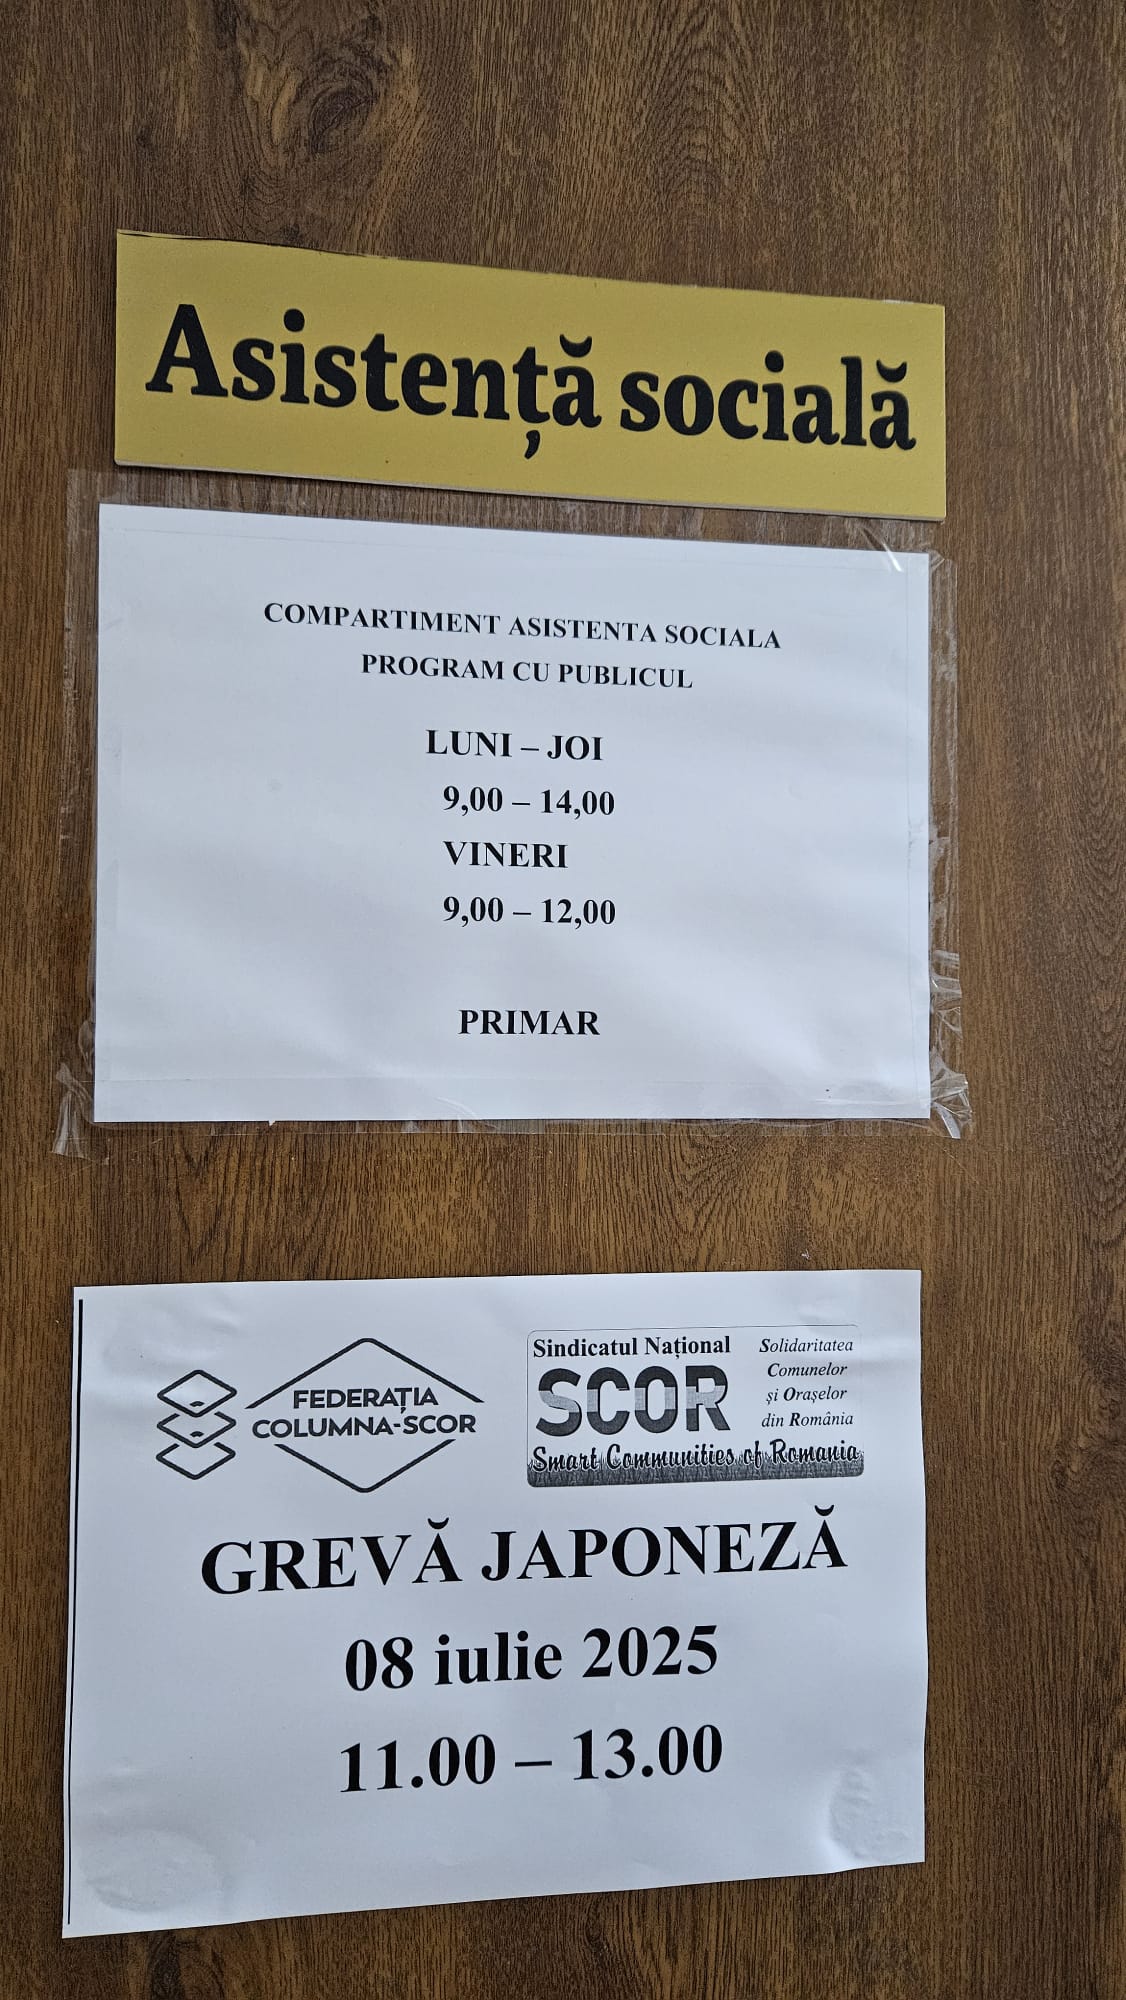 Asistență socială
COMPARTIMENT ASISTENTA SOCIALA
PROGRAM CU PUBLICUL
LUNI – JOI
9,00 – 14,00
VINERI
9,00 – 12,00
PRIMAR
FEDERAȚIA
COLUMNA-SCOR
Sindicatul Național
SCOR
Solidaritatea
Comunelor
și Orașelor
din România
Smart Communities of Romania
GREVĂ JAPONEZĂ
08 iulie 2025
11.00 – 13.00